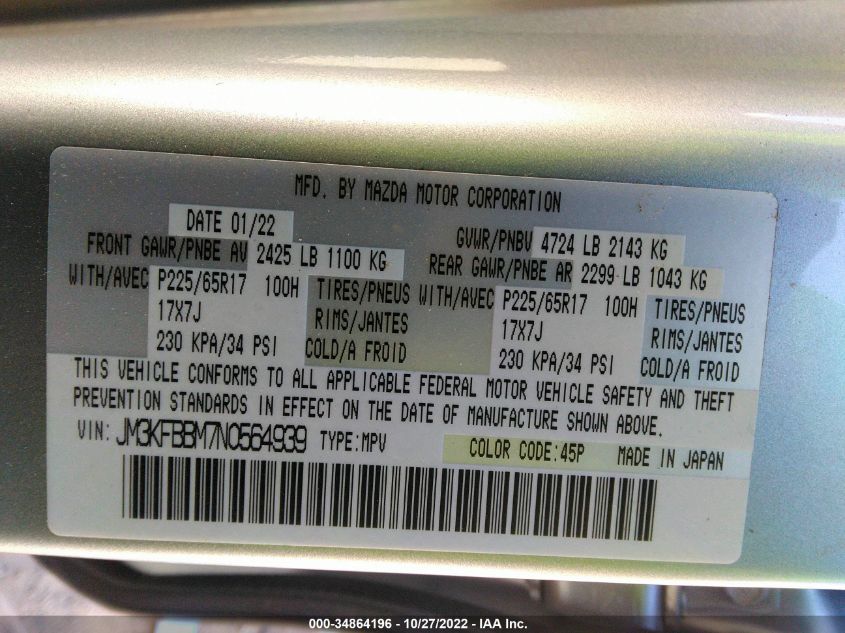 MFD. BY MAZDA MOTOR CORPORATION
DATE 01/22
GVWR/PNBV 4724 LB 2143 KG
FRONT GAWR/PNBE AV 2425 LB 1100 KG
REAR GAWR/PNBE AR 2299 LB 1043 KG
WITH/AVEC P225/65R17 100H TIRES/PNEUS WITH/AVEC P225/65R17 100H TIRES/PNEUS
17X7J RIMS/JANTES 17X7J RIMS/JANTES
230 KPA/34 PSI COLD/A FROID 230 KPA/34 PSI COLD/A FROID
THIS VEHICLE CONFORMS TO ALL APPLICABLE FEDERAL MOTOR VEHICLE SAFETY AND THEFT
PREVENTION STANDARDS IN EFFECT ON THE DATE OF MANUFACTURE SHOWN ABOVE.
VIN: JM3KFBBM7N0564939 TYPE:MPV COLOR CODE:45P MADE IN JAPAN
000-34864196 - 10/27/2022 - IAA Inc.